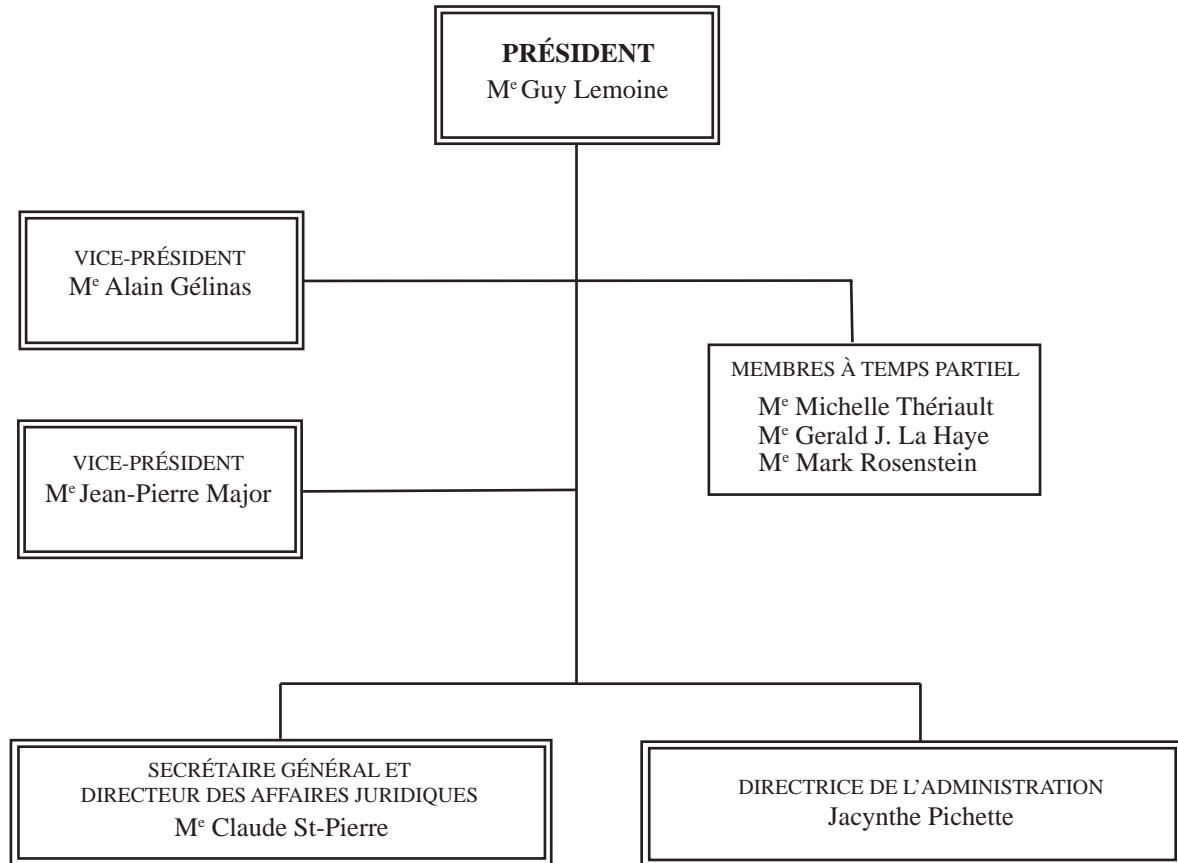 PRÉSIDENT
Mᵉ Guy Lemoine
VICE-PRÉSIDENT
Mᵉ Alain Gélinas
MEMBRES À TEMPS PARTIEL
Mᵉ Michelle Thériault
Mᵉ Gerald J. La Haye
Mᵉ Mark Rosenstein
VICE-PRÉSIDENT
Mᵉ Jean-Pierre Major
SECRÉTAIRE GÉNÉRAL ET
DIRECTEUR DES AFFAIRES JURIDIQUES
Mᵉ Claude St-Pierre
DIRECTRICE DE L’ADMINISTRATION
Jacynthe Pichette